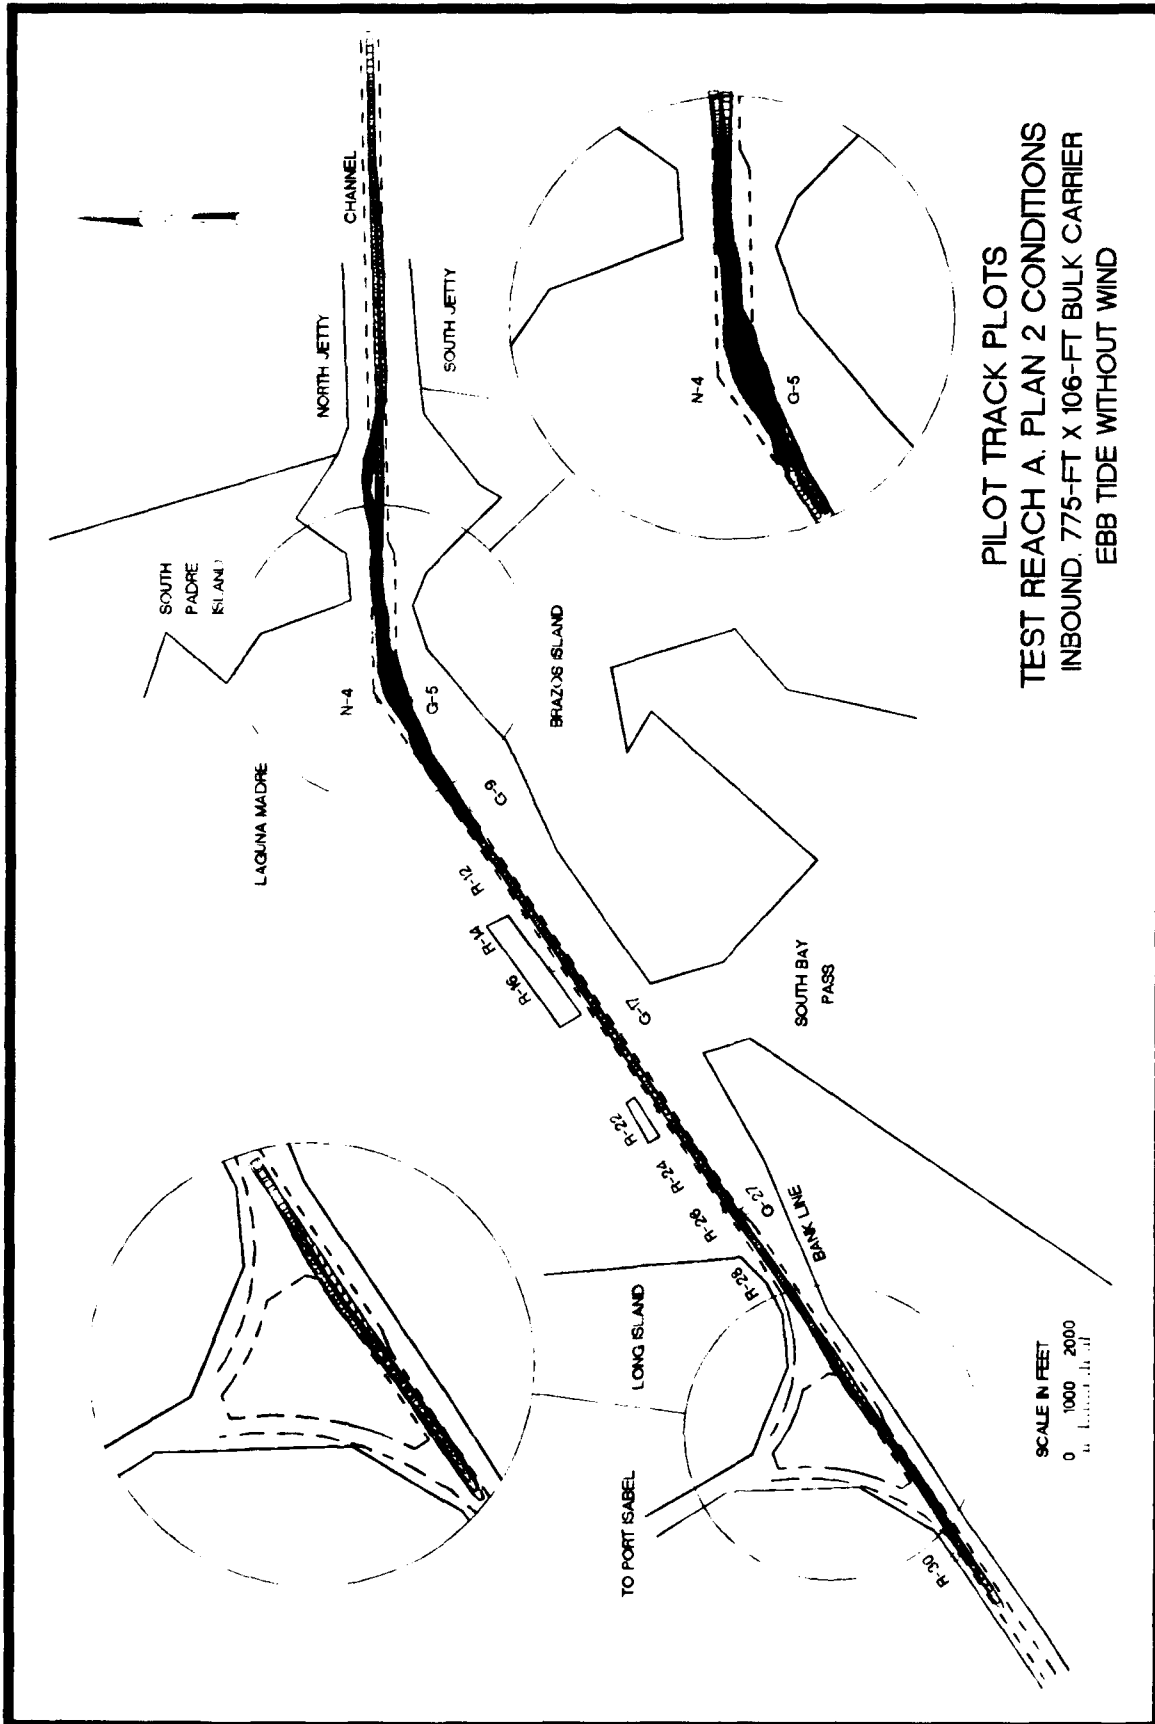 CHANNEL
NORTH JETTY
SOUTH JETTY
SOUTH
PADRE
ISLAND
N-4
G-5
LAGUNA MADRE
BRAZOS ISLAND
G-9
R-12
R-14
R-16
G-17
SOUTH BAY
PASS
R-22
R-24
R-26
G-27
BANK LINE
R-28
LONG ISLAND
TO PORT ISABEL
R-30
N-4
G-5
SCALE IN FEET
0 1000 2000
PILOT TRACK PLOTS
TEST REACH A, PLAN 2 CONDITIONS
INBOUND, 775-FT X 106-FT BULK CARRIER
EBB TIDE WITHOUT WIND